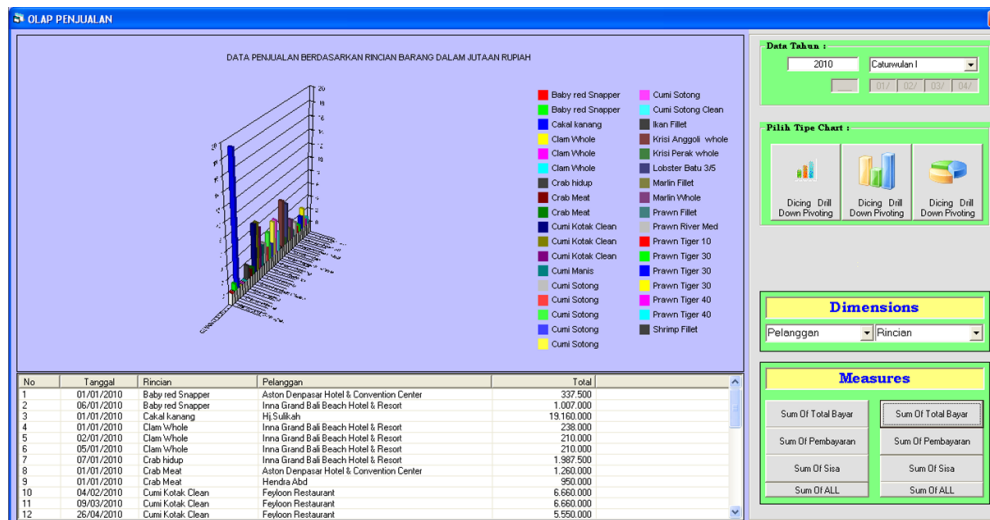 OLAP PENJUALAN
DATA PENJUALAN BERDASARKAN RINCIAN BARANG DALAM JUTAAN RUPIAH
20
Baby red Snapper
Baby red Snapper
Cakal kanang
Clam Whole
Clam Whole
Clam Whole
Crab hidup
Crab Meat
Crab Meat
Cumi Kotak Clean
Cumi Kotak Clean
Cumi Kotak Clean
Cumi Manis
Cumi Sotong
Cumi Sotong
Cumi Sotong
Cumi Sotong
Cumi Sotong
Cumi Sotong
Cumi Sotong Clean
Ikan Fillet
Krisi Anggoli whole
Krisi Perak whole
Lobster Batu 3/5
Marlin Fillet
Marlin Whole
Prawn Fillet
Prawn River Med
Prawn Tiger 10
Prawn Tiger 30
Prawn Tiger 30
Prawn Tiger 30
Prawn Tiger 40
Prawn Tiger 40
Shrimp Fillet
No Tanggal Rincian Pelanggan Total
1 01/01/2010 Baby red Snapper Aston Denpasar Hotel & Convention Center 337.500
2 06/01/2010 Baby red Snapper Inna Grand Bali Beach Hotel & Resort 1.007.000
3 01/01/2010 Cakal kanang Hj.Sulikah 19.160.000
4 01/01/2010 Clam Whole Inna Grand Bali Beach Hotel & Resort 238.000
5 02/01/2010 Clam Whole Inna Grand Bali Beach Hotel & Resort 210.000
6 05/01/2010 Clam Whole Inna Grand Bali Beach Hotel & Resort 210.000
7 07/01/2010 Crab hidup Inna Grand Bali Beach Hotel & Resort 1.987.500
8 01/01/2010 Crab Meat Aston Denpasar Hotel & Convention Center 1.260.000
9 01/01/2010 Crab Meat Hendra Abd 950.000
10 04/02/2010 Cumi Kotak Clean Feyloon Restaurant 6.660.000
11 09/03/2010 Cumi Kotak Clean Feyloon Restaurant 6.660.000
12 26/04/2010 Cumi Kotak Clean Feyloon Restaurant 5.550.000
Data Tahun :
2010 Caturwulan I
01/ 02/ 03/ 04/
Pilih Tipe Chart :
Dicing Drill Down Pivoting
Dicing Drill Down Pivoting
Dicing Drill Down Pivoting
Dimensions
Pelanggan Rincian
Measures
Sum Of Total Bayar Sum Of Total Bayar
Sum Of Pembayaran Sum Of Pembayaran
Sum Of Sisa Sum Of Sisa
Sum Of ALL Sum Of ALL